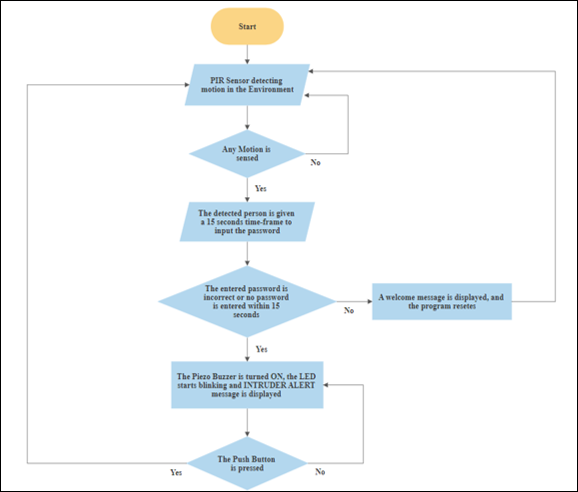 Start
PIR Sensor detecting
motion in the Environment
Any Motion is
sensed
No
Yes
The detected person is given
a 15 seconds time-frame to
input the password
The entered password is
incorrect or no password
is entered within 15
seconds
No
A welcome message is displayed, and
the program resetes
Yes
The Piezo Buzzer is turned ON, the LED
starts blinking and INTRUDER ALERT
message is displayed
The Push Button
is pressed
Yes
No